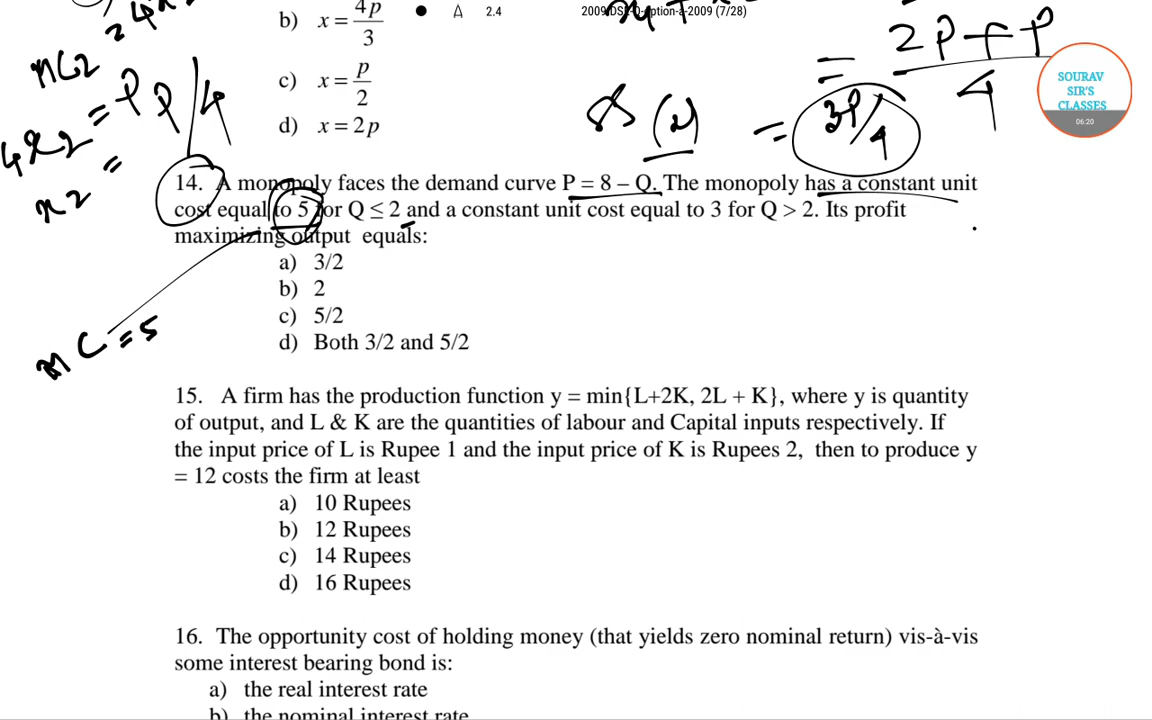 b) x = 4p/3
● A 2.4
2009/DSE-Option-a-2009 (7/28)
c) x = p/2
d) x = 2p
= 2P + P / 4
= 3P/4
= P P/4
SOURAV
SIR'S
CLASSES
06:20
14. A monopoly faces the demand curve P = 8 – Q. The monopoly has a constant unit
cost equal to 5 for Q ≤ 2 and a constant unit cost equal to 3 for Q > 2. Its profit
maximizing output equals:
a) 3/2
b) 2
c) 5/2
d) Both 3/2 and 5/2
MC = 5
15. A firm has the production function y = min{L+2K, 2L + K}, where y is quantity
of output, and L & K are the quantities of labour and Capital inputs respectively. If
the input price of L is Rupee 1 and the input price of K is Rupees 2, then to produce y
= 12 costs the firm at least
a) 10 Rupees
b) 12 Rupees
c) 14 Rupees
d) 16 Rupees
16. The opportunity cost of holding money (that yields zero nominal return) vis-à-vis
some interest bearing bond is:
a) the real interest rate
b) the nominal interest rate